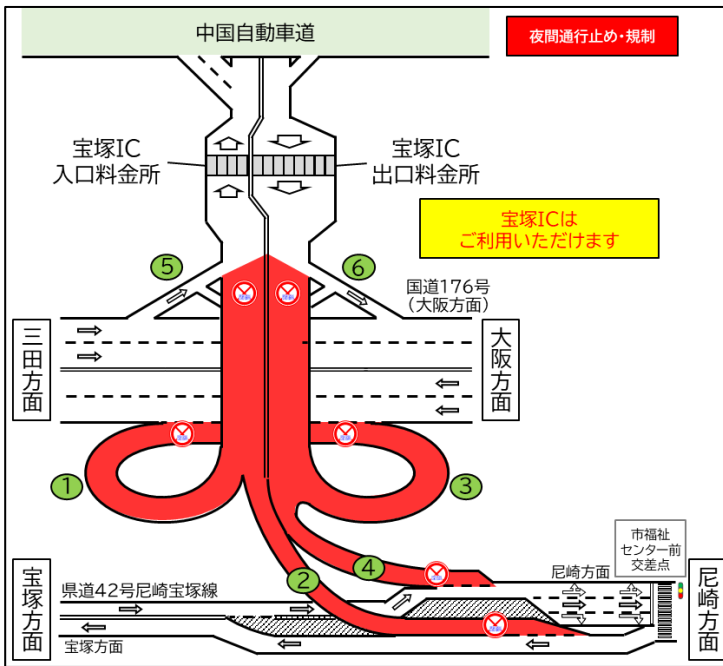 中国自動車道
夜間通行止め・規制
宝塚IC
入口料金所
宝塚IC
出口料金所
宝塚ICは
ご利用いただけます
⑤
⑥
国道176号
(大阪方面)
三田方面
大阪方面
①
③
市福祉
センター前
交差点
④
尼崎方面
②
宝塚方面
県道42号尼崎宝塚線
尼崎方面
宝塚方面